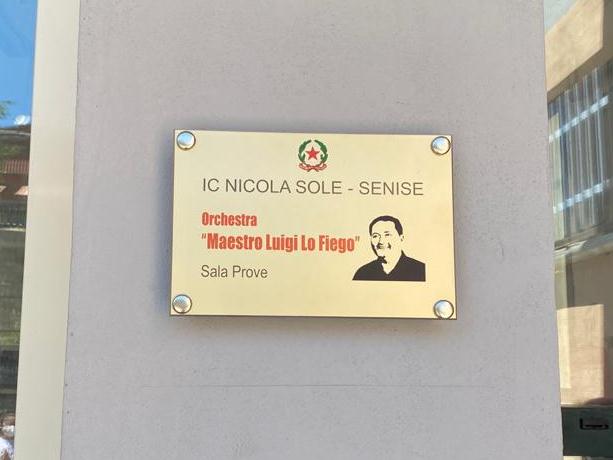 IC NICOLA SOLE - SENISE
Orchestra
"Maestro Luigi Lo Fiego"
Sala Prove